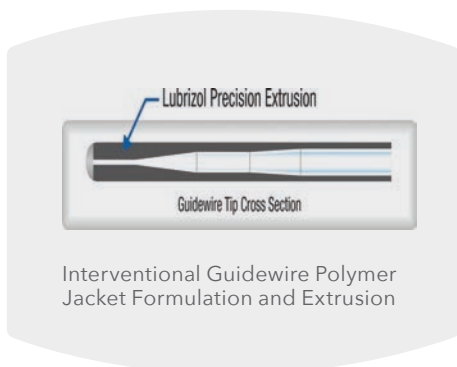 Lubrizol Precision Extrusion
Guidewire Tip Cross Section
Interventional Guidewire Polymer
Jacket Formulation and Extrusion